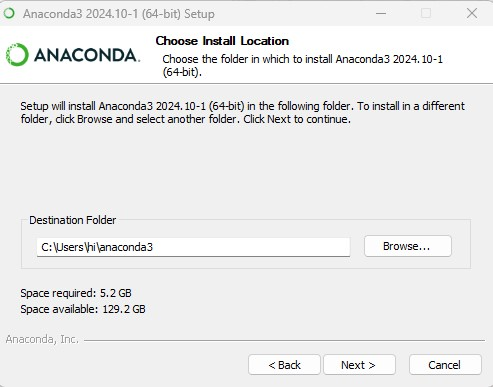 Anaconda3 2024.10-1 (64-bit) Setup
ANACONDA.
Choose Install Location
Choose the folder in which to install Anaconda3 2024.10-1
(64-bit).
Setup will install Anaconda3 2024.10-1 (64-bit) in the following folder. To install in a different
folder, click Browse and select another folder. Click Next to continue.
Destination Folder
C:\Users\hi\anaconda3
Browse...
Space required: 5.2 GB
Space available: 129.2 GB
Anaconda, Inc.
< Back
Next >
Cancel